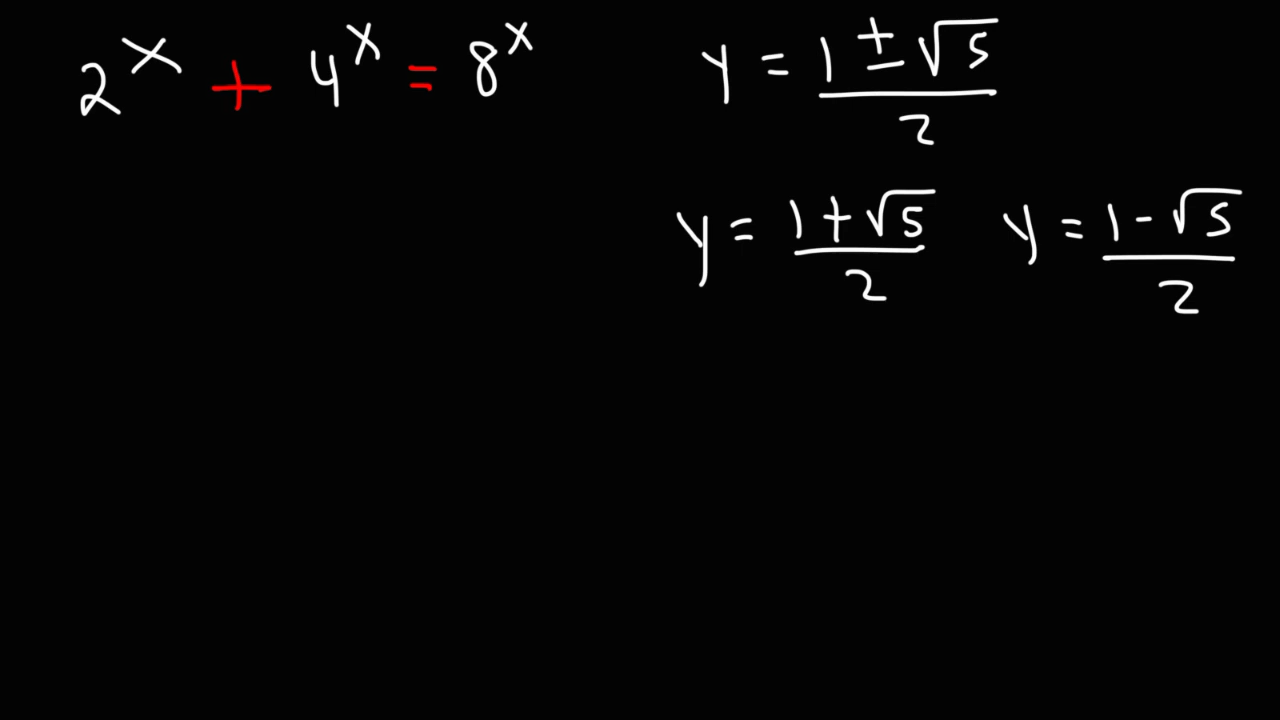 2^x + 4^x = 8^x
y = (1 ± √5)/2
y = (1 + √5)/2 y = (1 - √5)/2